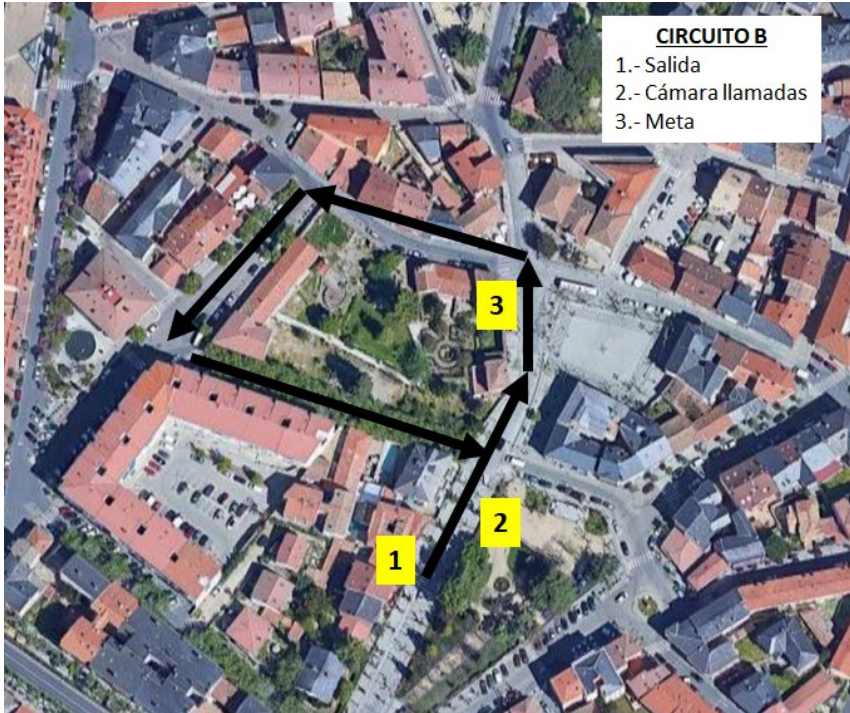 CIRCUITO B
1.- Salida
2.- Cámara llamadas
3.- Meta
3
2
1